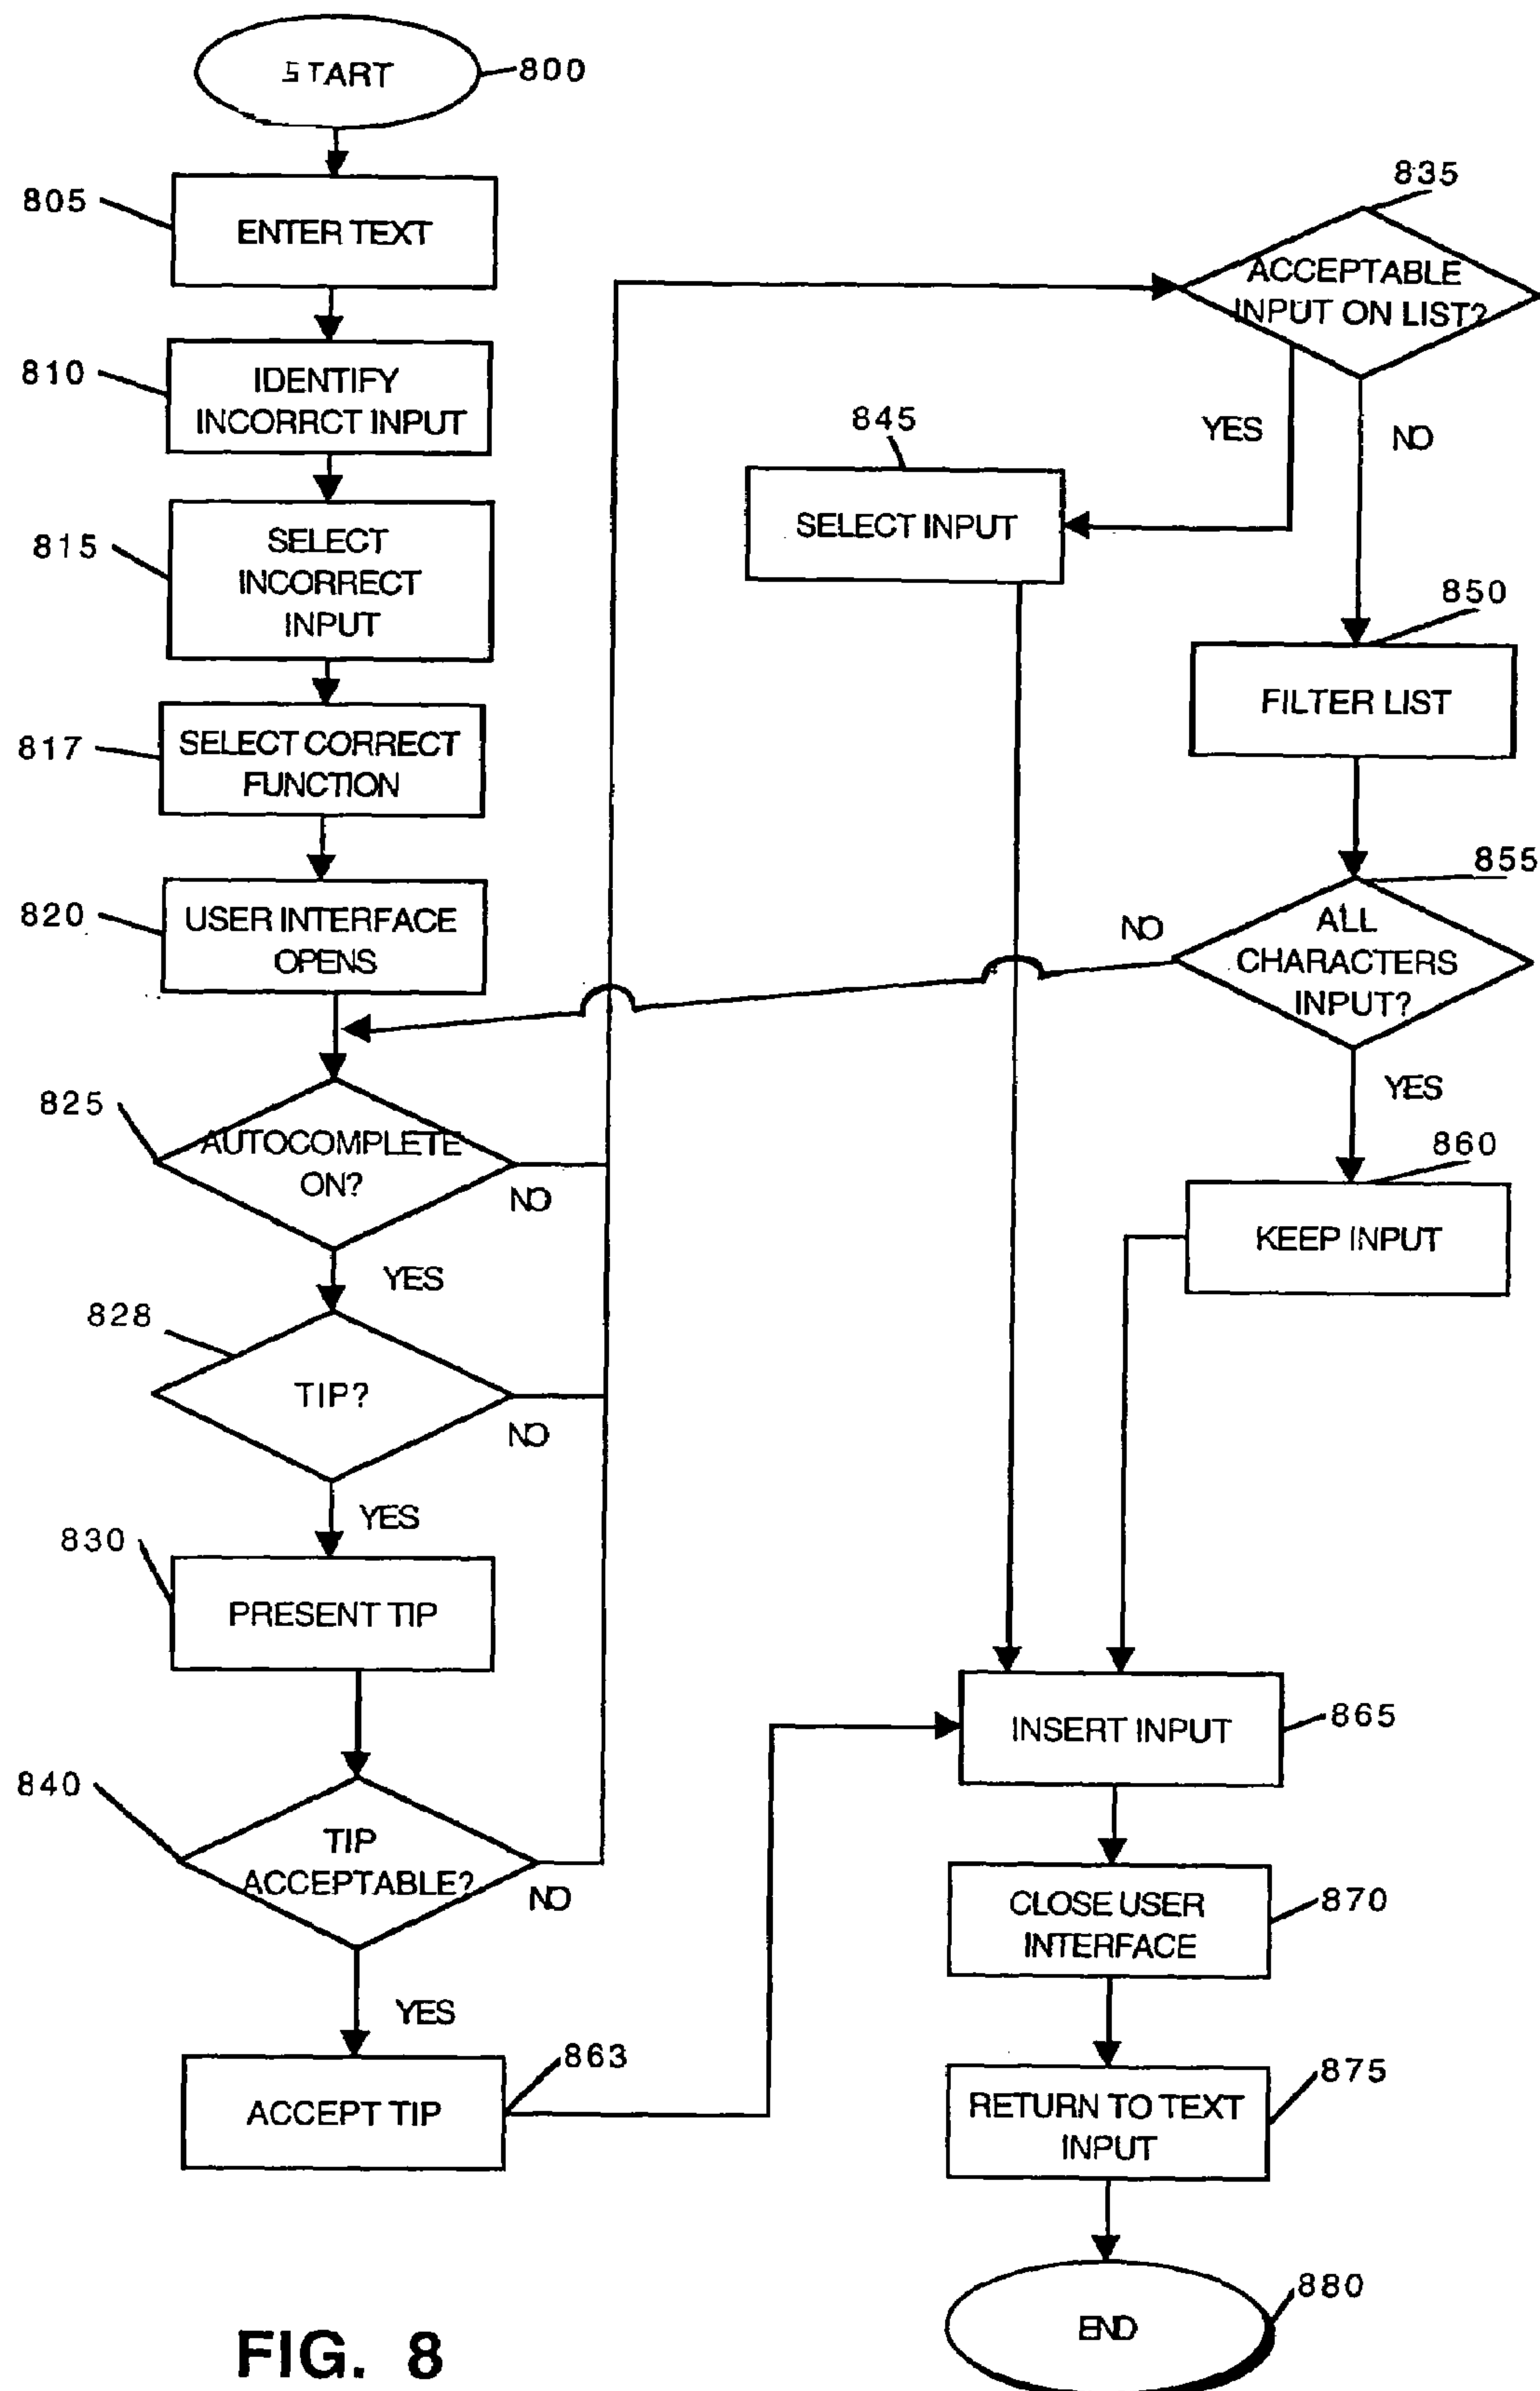 START
800
805
ENTER TEXT
810
IDENTIFY
INCORRCT INPUT
815
SELECT
INCORRECT
INPUT
817
SELECT CORRECT
FUNCTION
820
USER INTERFACE
OPENS
825
AUTOCOMPLETE
ON?
NO
YES
828
TIP?
NO
YES
830
PRESENT TIP
840
TIP
ACCEPTABLE?
NO
YES
863
ACCEPT TIP
835
ACCEPTABLE
INPUT ON LIST?
YES
NO
845
SELECT INPUT
850
FILTER LIST
855
ALL
CHARACTERS
INPUT?
NO
YES
860
KEEP INPUT
INSERT INPUT
865
CLOSE USER
INTERFACE
870
RETURN TO TEXT
INPUT
875
END
880
FIG. 8